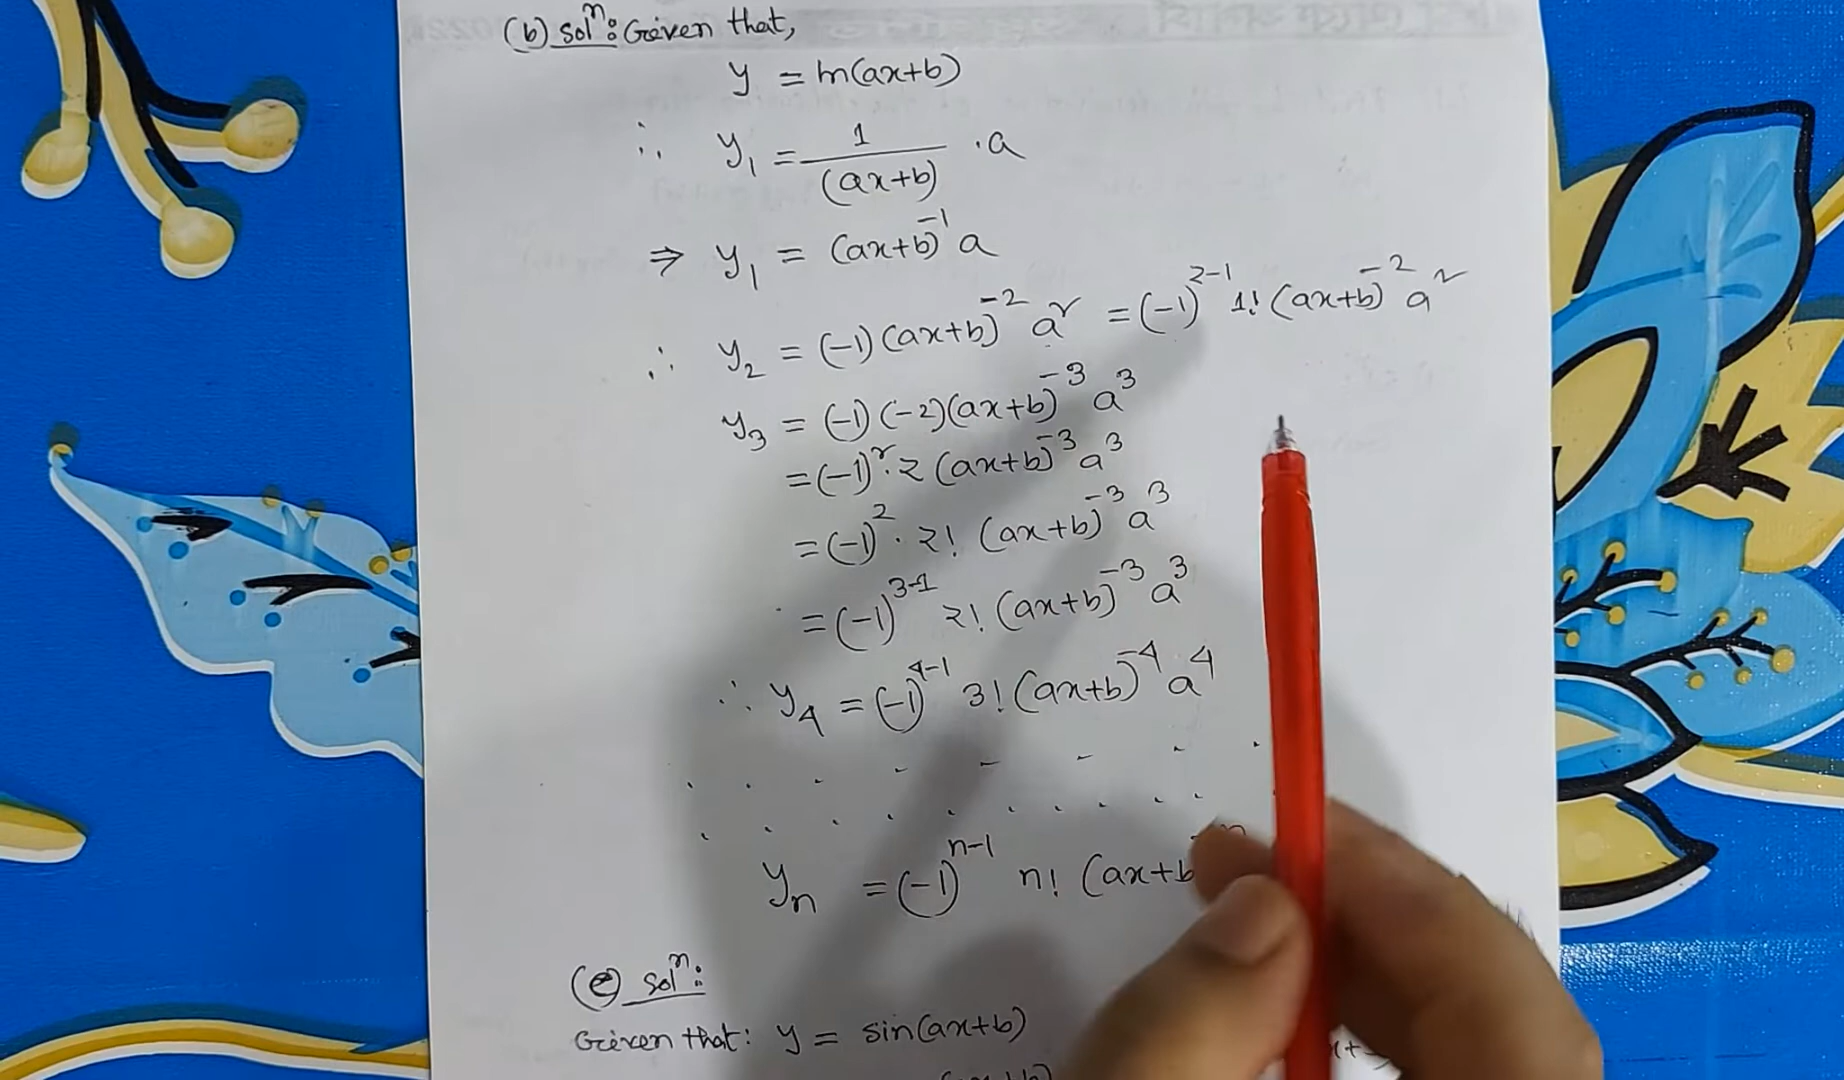 (b) solⁿ: Given that,
y = ln(ax+b)
∴ y₁ = 1/(ax+b) · a
⇒ y₁ = (ax+b)⁻¹ a
∴ y₂ = (-1)(ax+b)⁻² a² = (-1)²⁻¹ 1! (ax+b)⁻² a²
y₃ = (-1)(-2)(ax+b)⁻³ a³
= (-1)² · 2 (ax+b)⁻³ a³
= (-1)² · 2! (ax+b)⁻³ a³
= (-1)³⁻¹ 2! (ax+b)⁻³ a³
∴ y₄ = (-1)⁴⁻¹ 3! (ax+b)⁻⁴ a⁴
yₙ = (-1)ⁿ⁻¹ n! (ax+b
(e) solⁿ:
Given that: y = sin(ax+b)